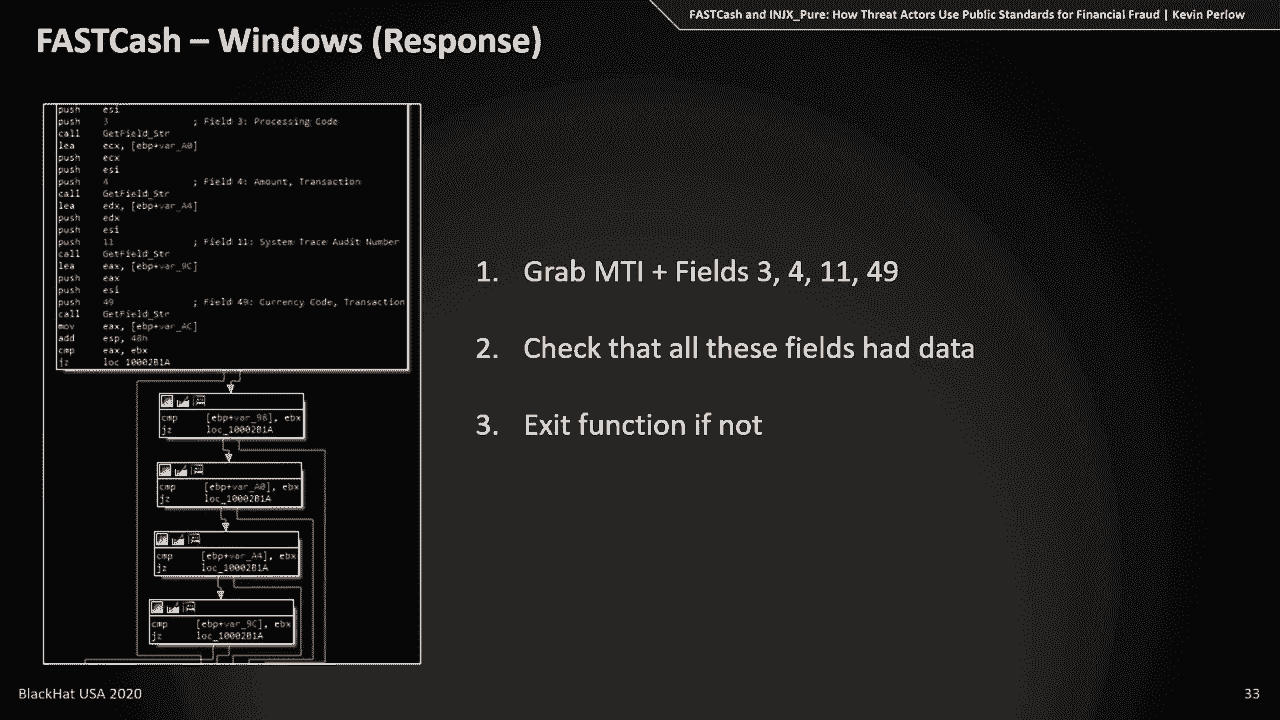 FASTCash and INJX_Pure: How Threat Actors Use Public Standards for Financial Fraud | Kevin Perlow
FASTCash – Windows (Response)
push esi
push 3 ; Field 3: Processing Code
call GetField_Str
lea ecx, [ebp+var_A0]
push ecx
push esi
push 4 ; Field 4: Amount, Transaction
call GetField_Str
lea edx, [ebp+var_A4]
push edx
push esi
push 11 ; Field 11: System Trace Audit Number
call GetField_Str
lea eax, [ebp+var_9C]
push eax
push esi
push 49 ; Field 49: Currency Code, Transaction
call GetField_Str
mov eax, [ebp+var_AC]
add esp, 48h
cmp eax, ebx
jz loc_10002B1A
cmp [ebp+var_98], ebx
jz loc_10002B1A
cmp [ebp+var_A0], ebx
jz loc_10002B1A
cmp [ebp+var_A4], ebx
jz loc_10002B1A
cmp [ebp+var_9C], ebx
jz loc_10002B1A
1. Grab MTI + Fields 3, 4, 11, 49
2. Check that all these fields had data
3. Exit function if not
BlackHat USA 2020
33